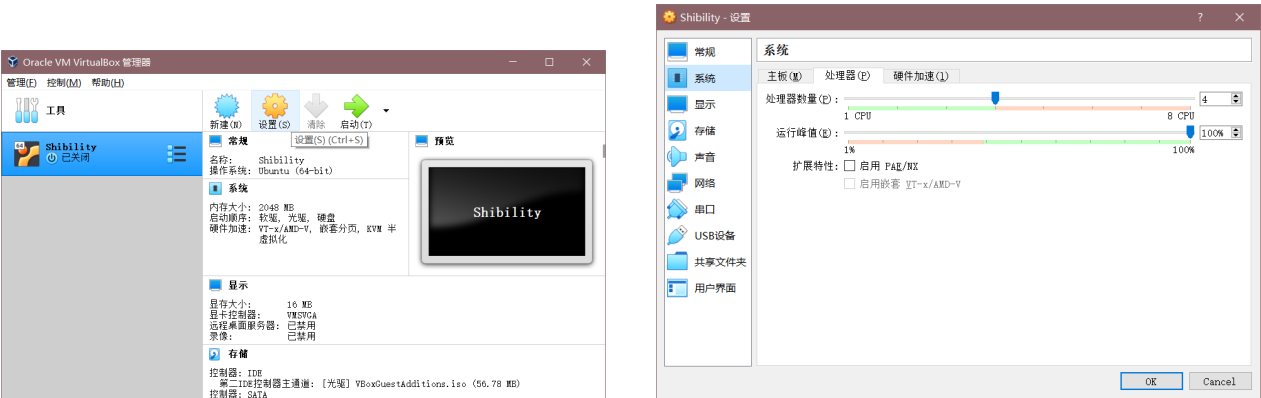 Oracle VM VirtualBox 管理器
管理(F) 控制(M) 帮助(H)
工具
新建(N) 设置(S) 清除 启动(T)
设置(S) (Ctrl+S)
Shibility
已关闭
常规
名称: Shibility
操作系统: Ubuntu (64-bit)
系统
内存大小: 2048 MB
启动顺序: 软驱, 光驱, 硬盘
硬件加速: VT-x/AMD-V, 嵌套分页, KVM 半
虚拟化
预览
Shibility
显示
显存大小: 16 MB
显卡控制器: VMSVGA
远程桌面服务器: 已禁用
录像: 已禁用
存储
控制器: IDE
第二IDE控制器主通道: [光驱] VBoxGuestAdditions.iso (56.78 MB)
控制器: SATA
Shibility - 设置
常规
系统
显示
存储
声音
网络
串口
USB设备
共享文件夹
用户界面
系统
主板(M) 处理器(P) 硬件加速(L)
处理器数量(P): 4
1 CPU 8 CPU
运行峰值(E): 100%
1% 100%
扩展特性: 启用 PAE/NX
启用嵌套 VT-x/AMD-V
OK Cancel